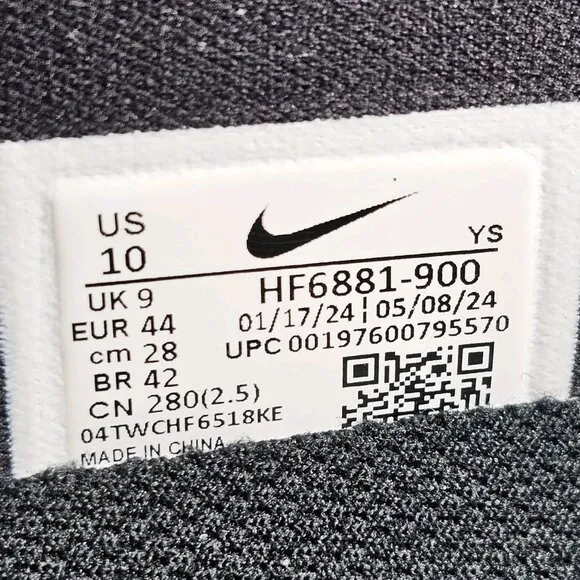 US
10
UK 9
EUR 44
cm 28
BR 42
CN 280(2.5)
04TWCHF6518KE
MADE IN CHINA
YS
HF6881-900
01/17/24 | 05/08/24
UPC 00197600795570